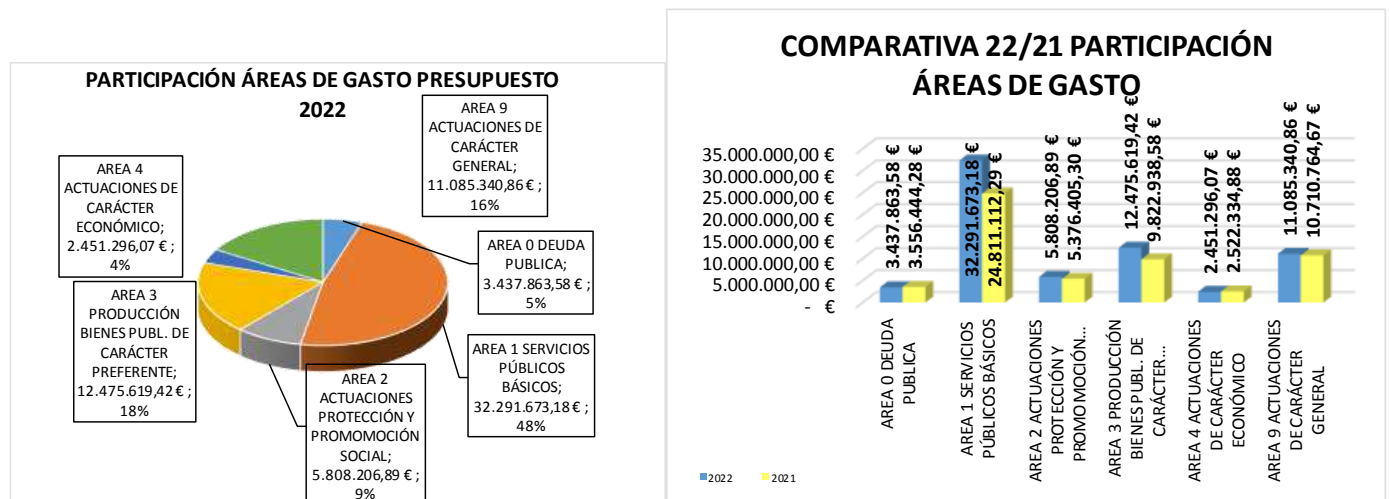 PARTICIPACIÓN ÁREAS DE GASTO PRESUPUESTO
2022
AREA 9
ACTUACIONES DE
CARÁCTER
GENERAL;
11.085.340,86 € ;
16%
AREA 4
ACTUACIONES DE
CARÁCTER
ECONÓMICO;
2.451.296,07 € ;
4%
AREA 0 DEUDA
PUBLICA;
3.437.863,58 € ;
5%
AREA 3
PRODUCCIÓN
BIENES PUBL. DE
CARÁCTER
PREFERENTE;
12.475.619,42 € ;
18%
AREA 1 SERVICIOS
PÚBLICOS
BÁSICOS;
32.291.673,18 € ;
48%
AREA 2
ACTUACIONES
PROTECCIÓN Y
PROMOMOCIÓN
SOCIAL;
5.808.206,89 € ;
9%
COMPARATIVA 22/21 PARTICIPACIÓN
ÁREAS DE GASTO
35.000.000,00 €
30.000.000,00 €
25.000.000,00 €
20.000.000,00 €
15.000.000,00 €
10.000.000,00 €
5.000.000,00 €
- €
3.437.863,58 €
3.556.444,28 €
32.291.673,18 €
24.811.112,29 €
5.808.206,89 €
5.376.405,30 €
12.475.619,42 €
9.822.938,58 €
2.451.296,07 €
2.522.334,88 €
11.085.340,86 €
10.710.764,67 €
AREA 0 DEUDA
PUBLICA
AREA 1 SERVICIOS
PÚBLICOS BÁSICOS
AREA 2 ACTUACIONES
PROTECCIÓN Y
PROMOMOCIÓN...
AREA 3 PRODUCCIÓN
BIENES PUBL. DE
CARÁCTER...
AREA 4 ACTUACIONES
DE CARÁCTER
ECONÓMICO
AREA 9 ACTUACIONES
DE CARÁCTER
GENERAL
2022
2021